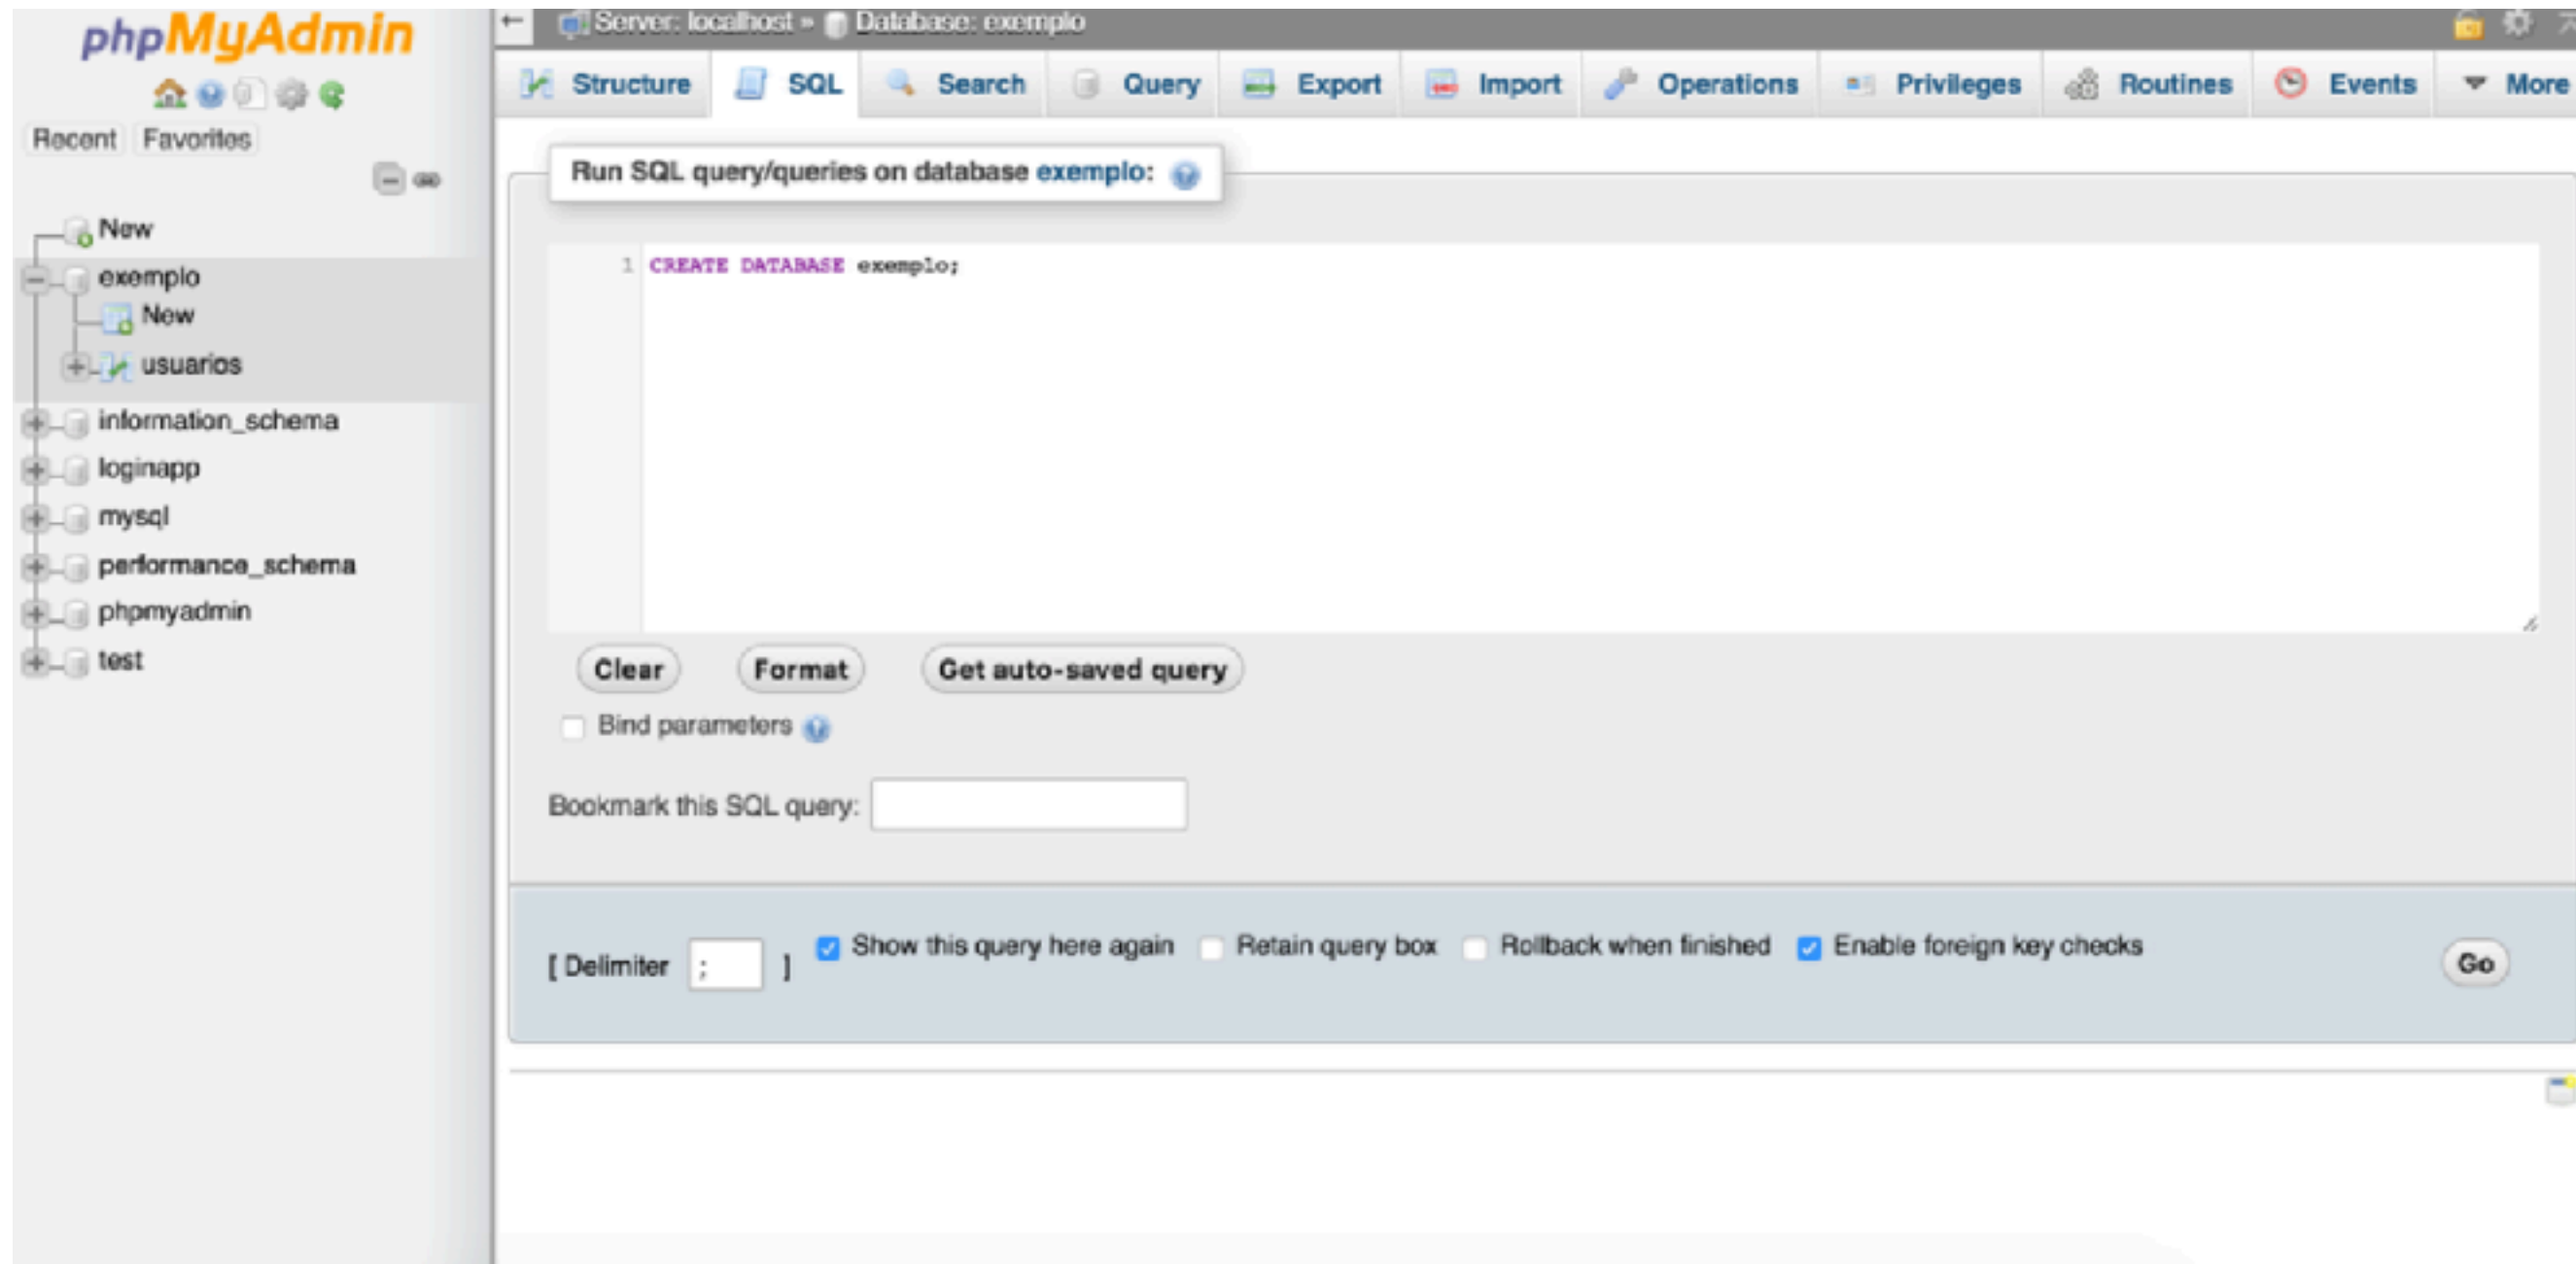 phpMyAdmin
Recent Favorites
New
exemplo
New
usuarios
information_schema
loginapp
mysql
performance_schema
phpmyadmin
test
Server: localhost » Database: exemplo
Structure SQL Search Query Export Import Operations Privileges Routines Events More
Run SQL query/queries on database exemplo:
1 CREATE DATABASE exemplo;
Clear Format Get auto-saved query
Bind parameters
Bookmark this SQL query:
[ Delimiter ; ] Show this query here again Retain query box Rollback when finished Enable foreign key checks Go